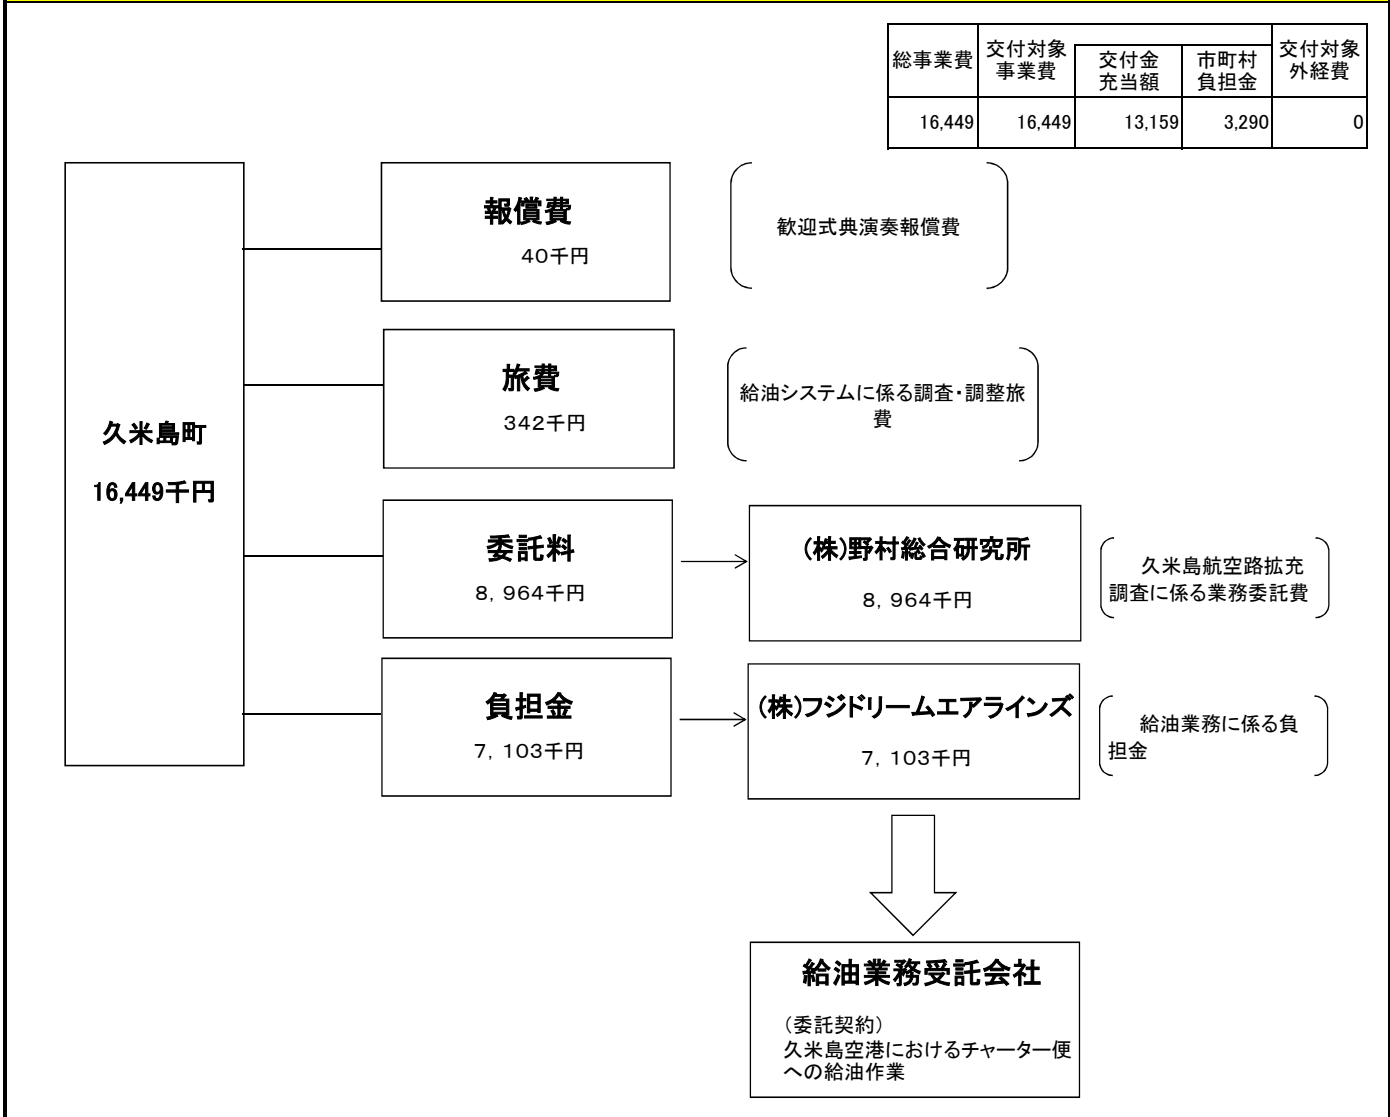 総事業費
交付対象
事業費
交付金
充当額
市町村
負担金
交付対象
外経費
16,449
16,449
13,159
3,290
0
久米島町
16,449千円
報償費
40千円
歓迎式典演奏報償費
旅費
342千円
給油システムに係る調査・調整旅
費
委託料
8，964千円
(株)野村総合研究所
8，964千円
久米島航空路拡充
調査に係る業務委託費
負担金
7，103千円
(株)フジドリームエアラインズ
7，103千円
給油業務に係る負
担金
給油業務受託会社
（委託契約）
久米島空港におけるチャーター便
への給油作業